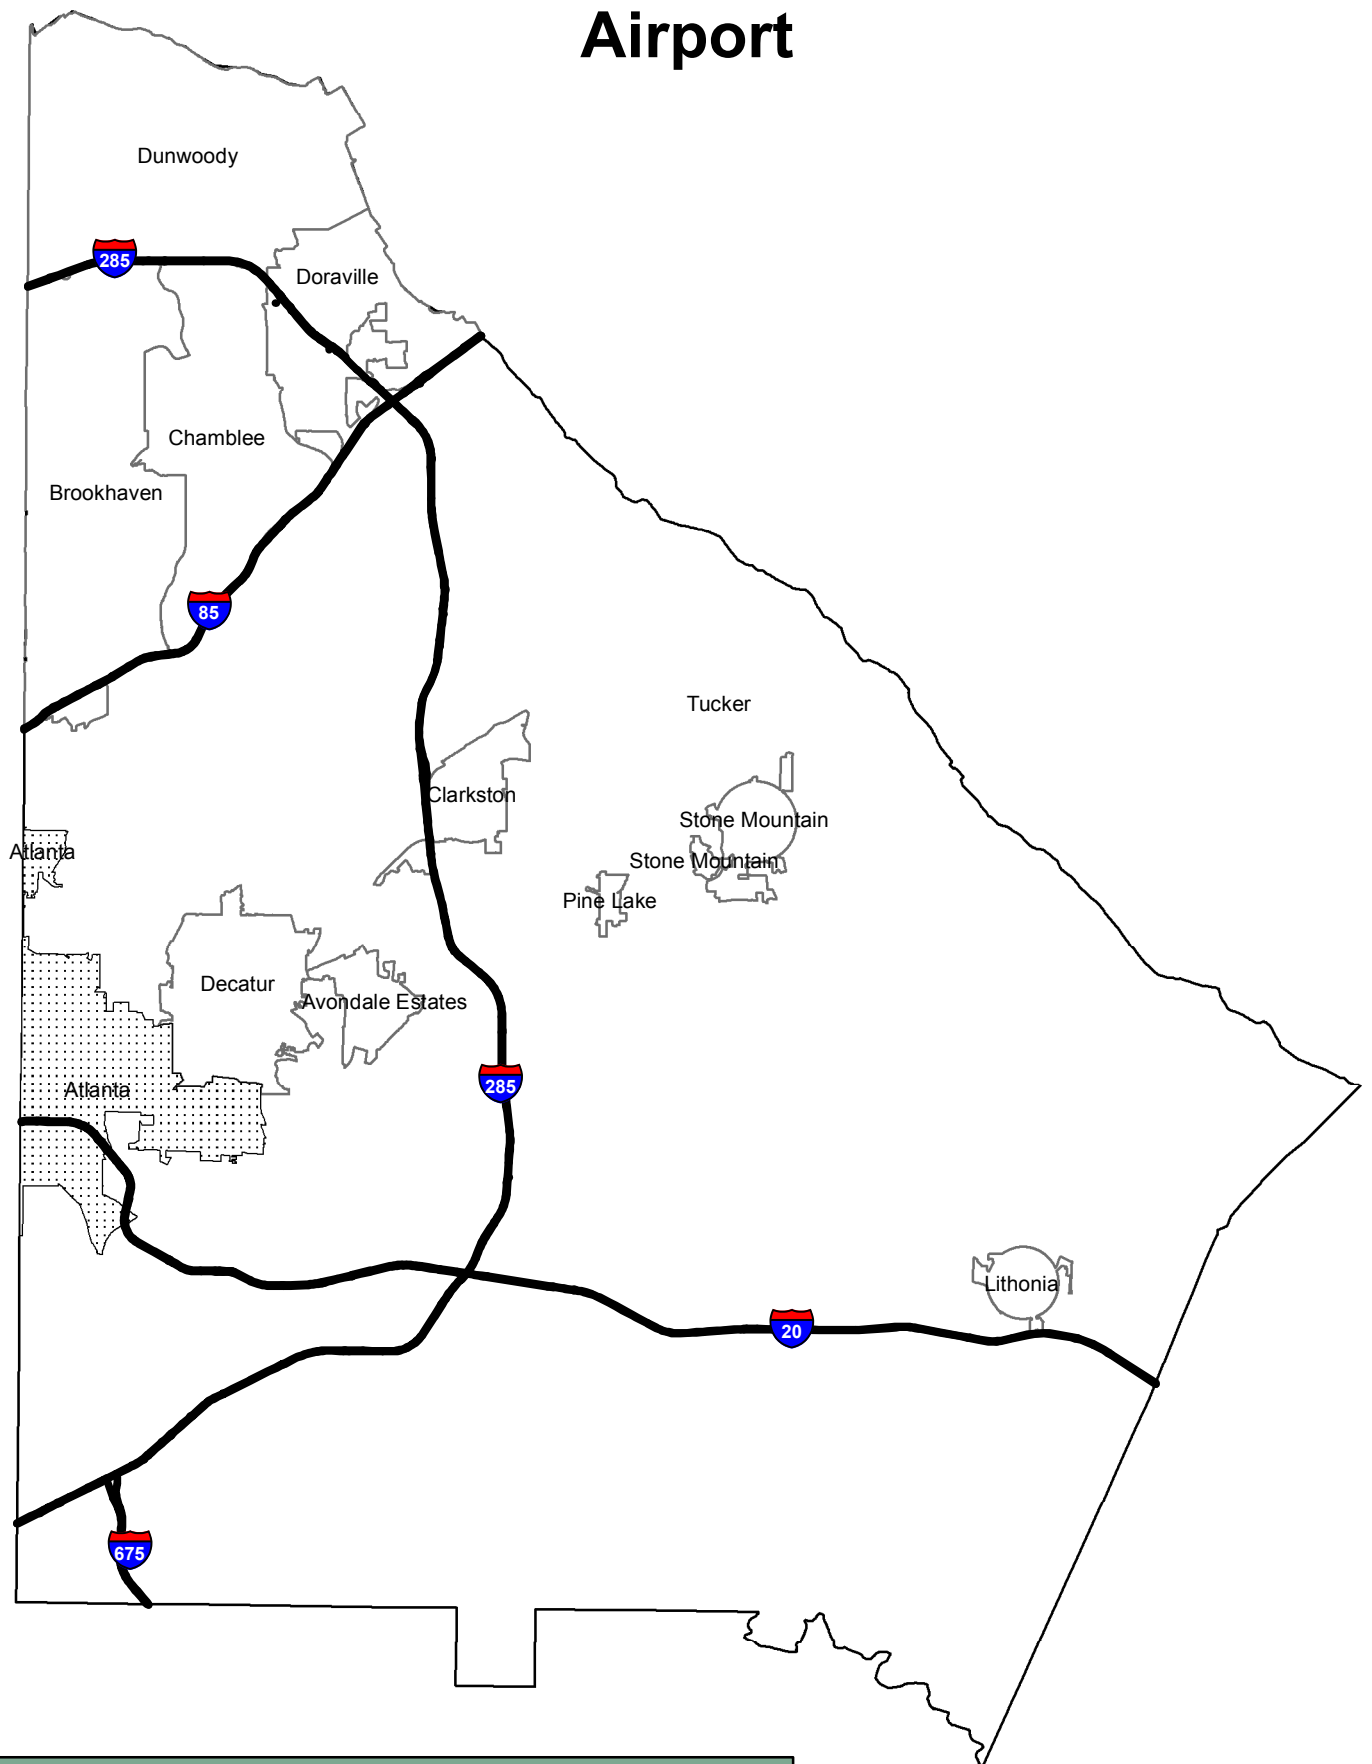 Airport
Dunwoody
285
Doraville
Chamblee
Brookhaven
85
Tucker
Clarkston
Stone Mountain
Atlanta
Stone Mountain
Pine Lake
Decatur
Avondale Estates
285
Atlanta
Lithonia
20
675